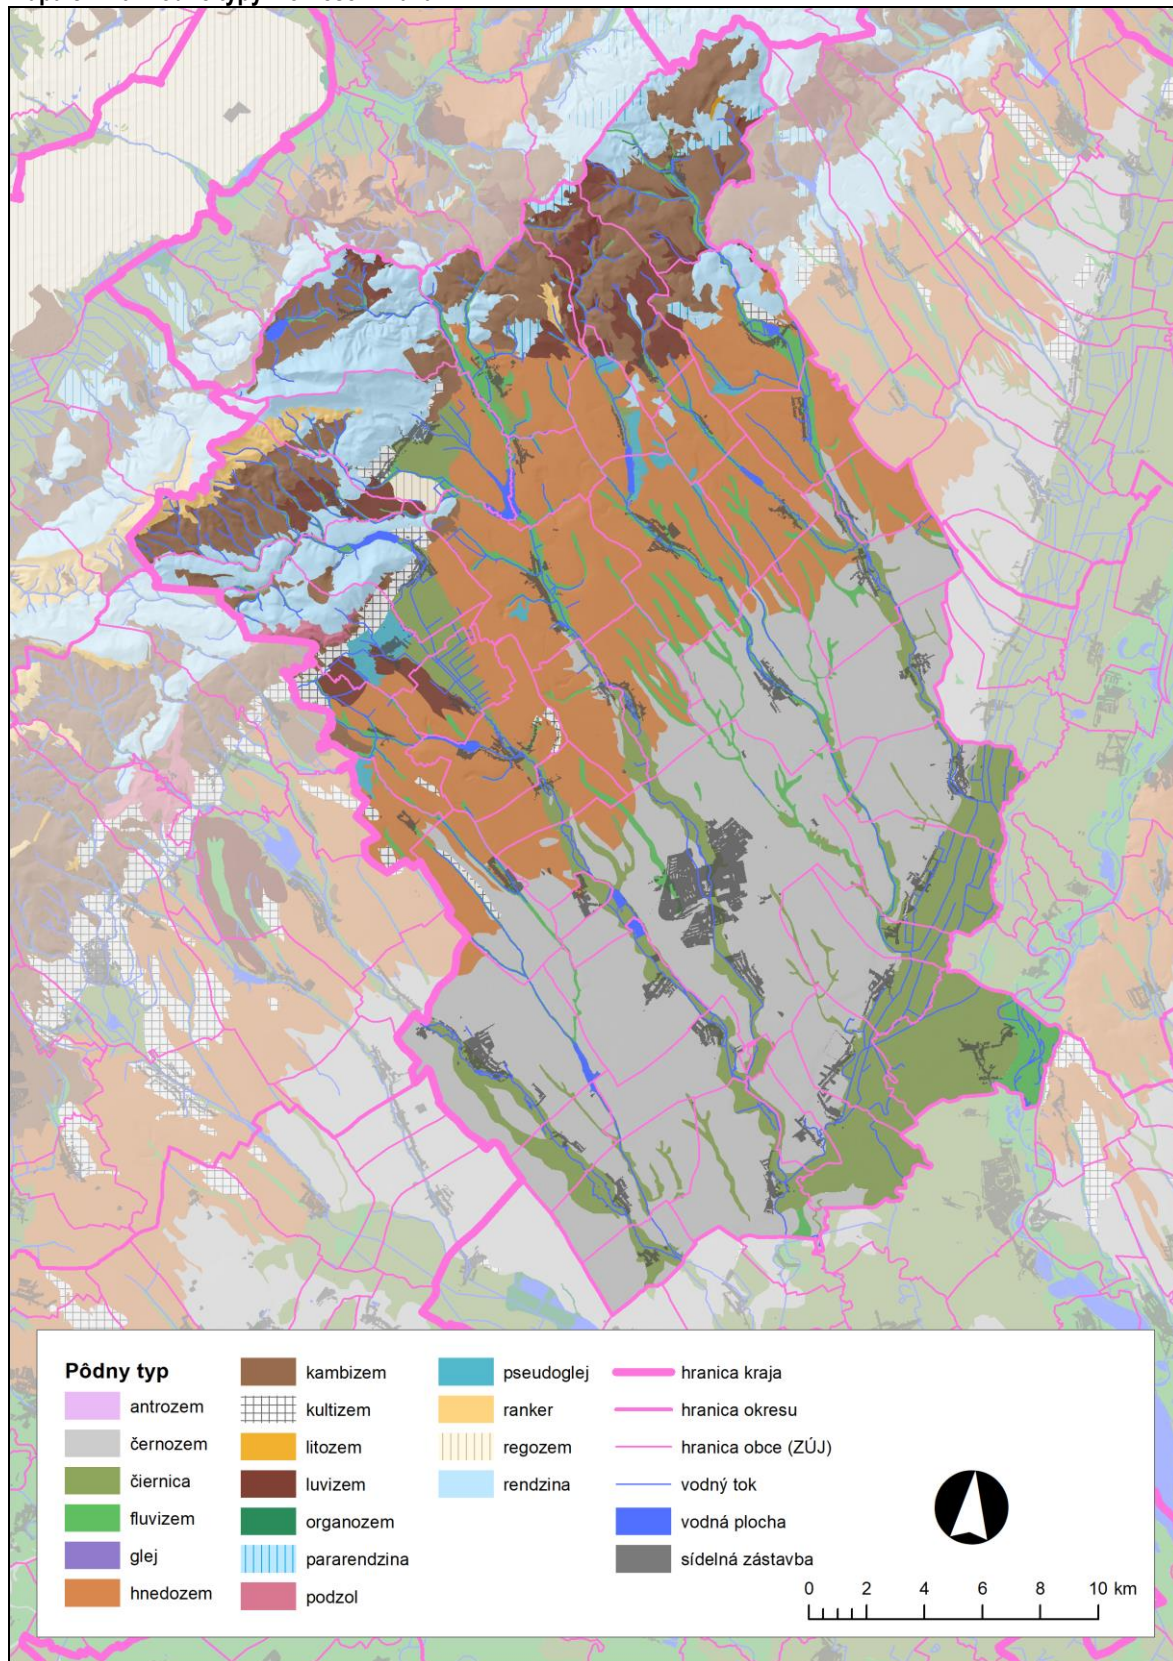 Pôdny typ
antrozem
černozem
čiernica
fluvizem
glej
hnedozem
kambizem
kultizem
litozem
luvizem
organozem
pararendzina
podzol
pseudoglej
ranker
regozem
rendzina
hranica kraja
hranica okresu
hranica obce (ZÚJ)
vodný tok
vodná plocha
sídelná zástavba
0 2 4 6 8 10 km